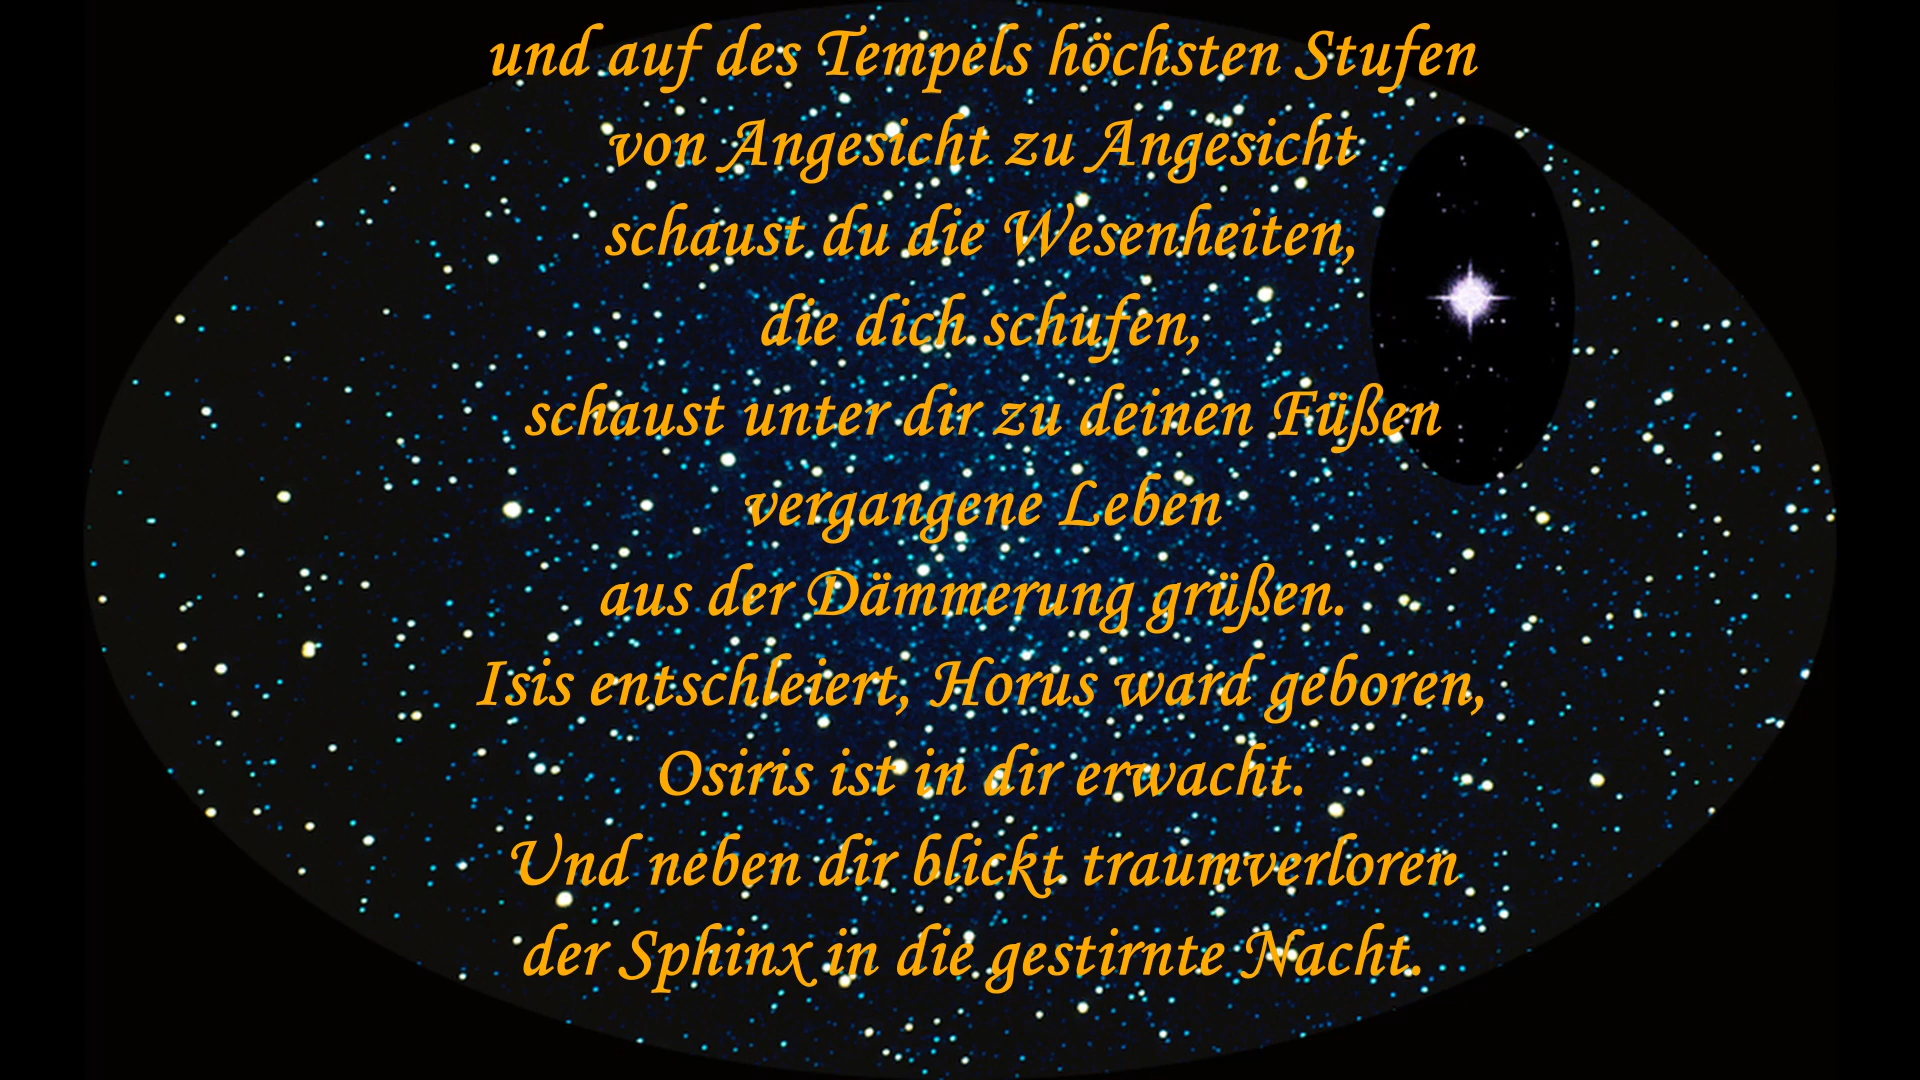 und auf des Tempels höchsten Stufen
von Angesicht zu Angesicht
schaust du die Wesenheiten,
die dich schufen,
schaust unter dir zu deinen Füßen
vergangene Leben
aus der Dämmerung grüßen.
Isis entschleiert, Horus ward geboren,
Osiris ist in dir erwacht.
Und neben dir blickt traumverloren
der Sphinx in die gestirnte Nacht.